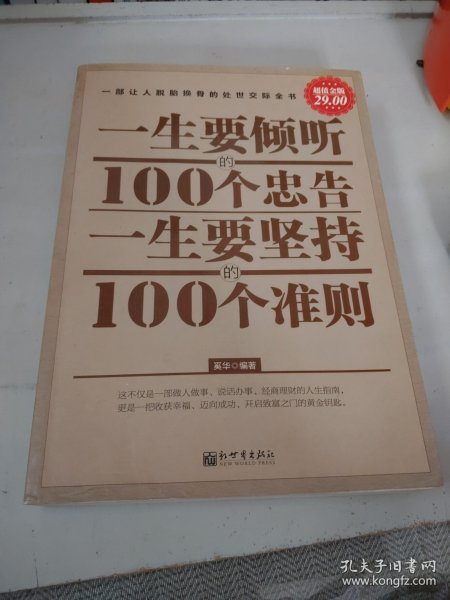 一部让人脱胎换骨的处世交际全书
超值金版
29.00
一生要倾听
的
100个忠告
一生要坚持
的
100个准则
奚华◎编著
这不仅是一部做人做事、说话办事、经商理财的人生指南,
更是一把收获幸福、迈向成功、开启致富之门的黄金钥匙。
新世界出版社
NEW WORLD PRESS
孔夫子旧书网
www.kongfz.com